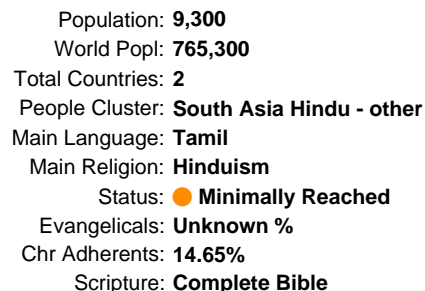 Population: 9,300
World Popl: 765,300
Total Countries: 2
People Cluster: South Asia Hindu - other
Main Language: Tamil
Main Religion: Hinduism
Status: Minimally Reached
Evangelicals: Unknown %
Chr Adherents: 14.65%
Scripture: Complete Bible